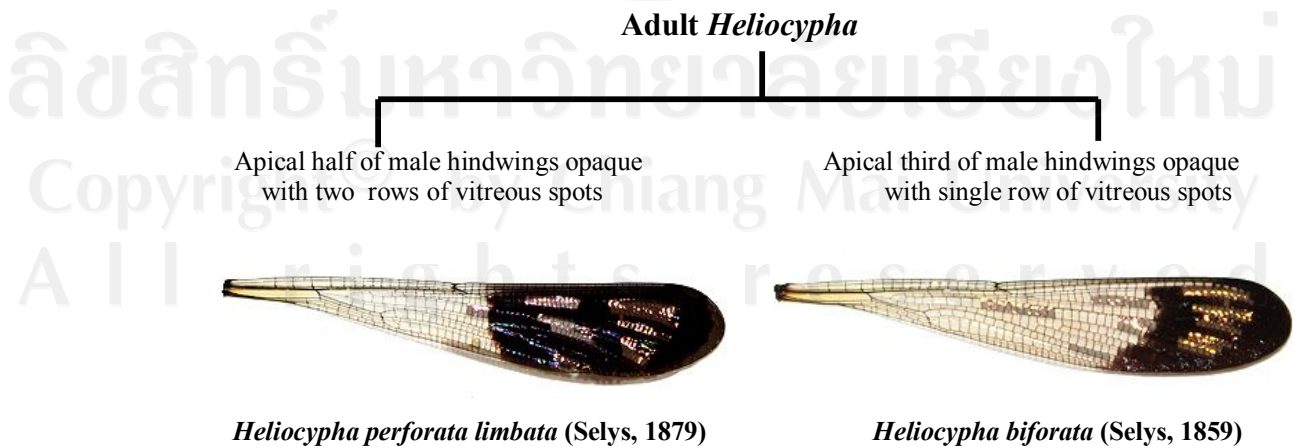 Adult Heliocypha
ลิขสิทธิ์มหาวิทยาลัยเชียงใหม่
Apical half of male hindwings opaque
with two rows of vitreous spots
Apical third of male hindwings opaque
with single row of vitreous spots
Copyright© by Chiang Mai University
All rights reserved
Heliocypha perforata limbata (Selys, 1879)
Heliocypha biforata (Selys, 1859)